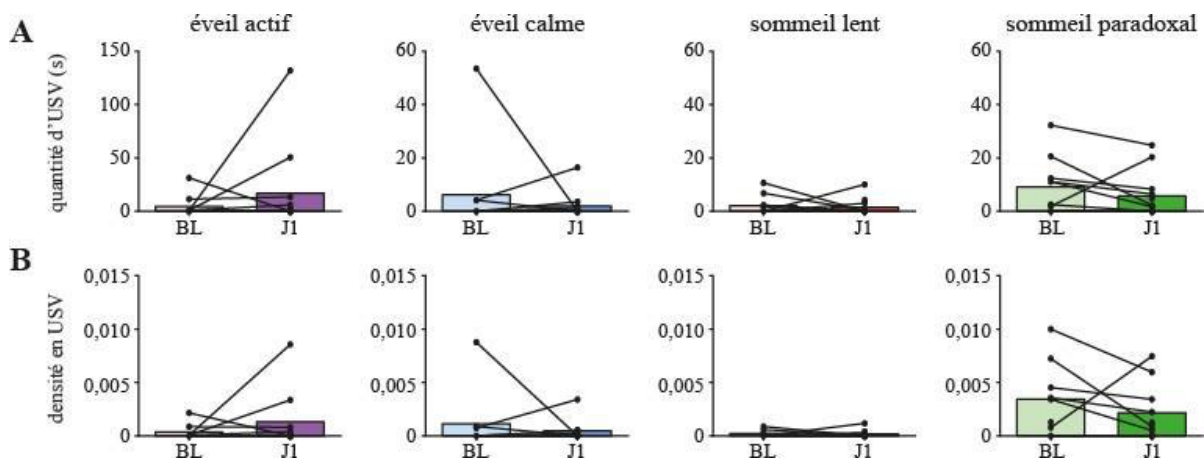 A
éveil actif
éveil calme
sommeil lent
sommeil paradoxal
quantité d'USV (s)
150
100
50
0
BL
J1
60
40
20
0
BL
J1
60
40
20
0
BL
J1
60
40
20
0
BL
J1
B
densité en USV
0,015
0,010
0,005
0
BL
J1
0,015
0,010
0,005
0
BL
J1
0,015
0,010
0,005
0
BL
J1
0,015
0,010
0,005
0
BL
J1